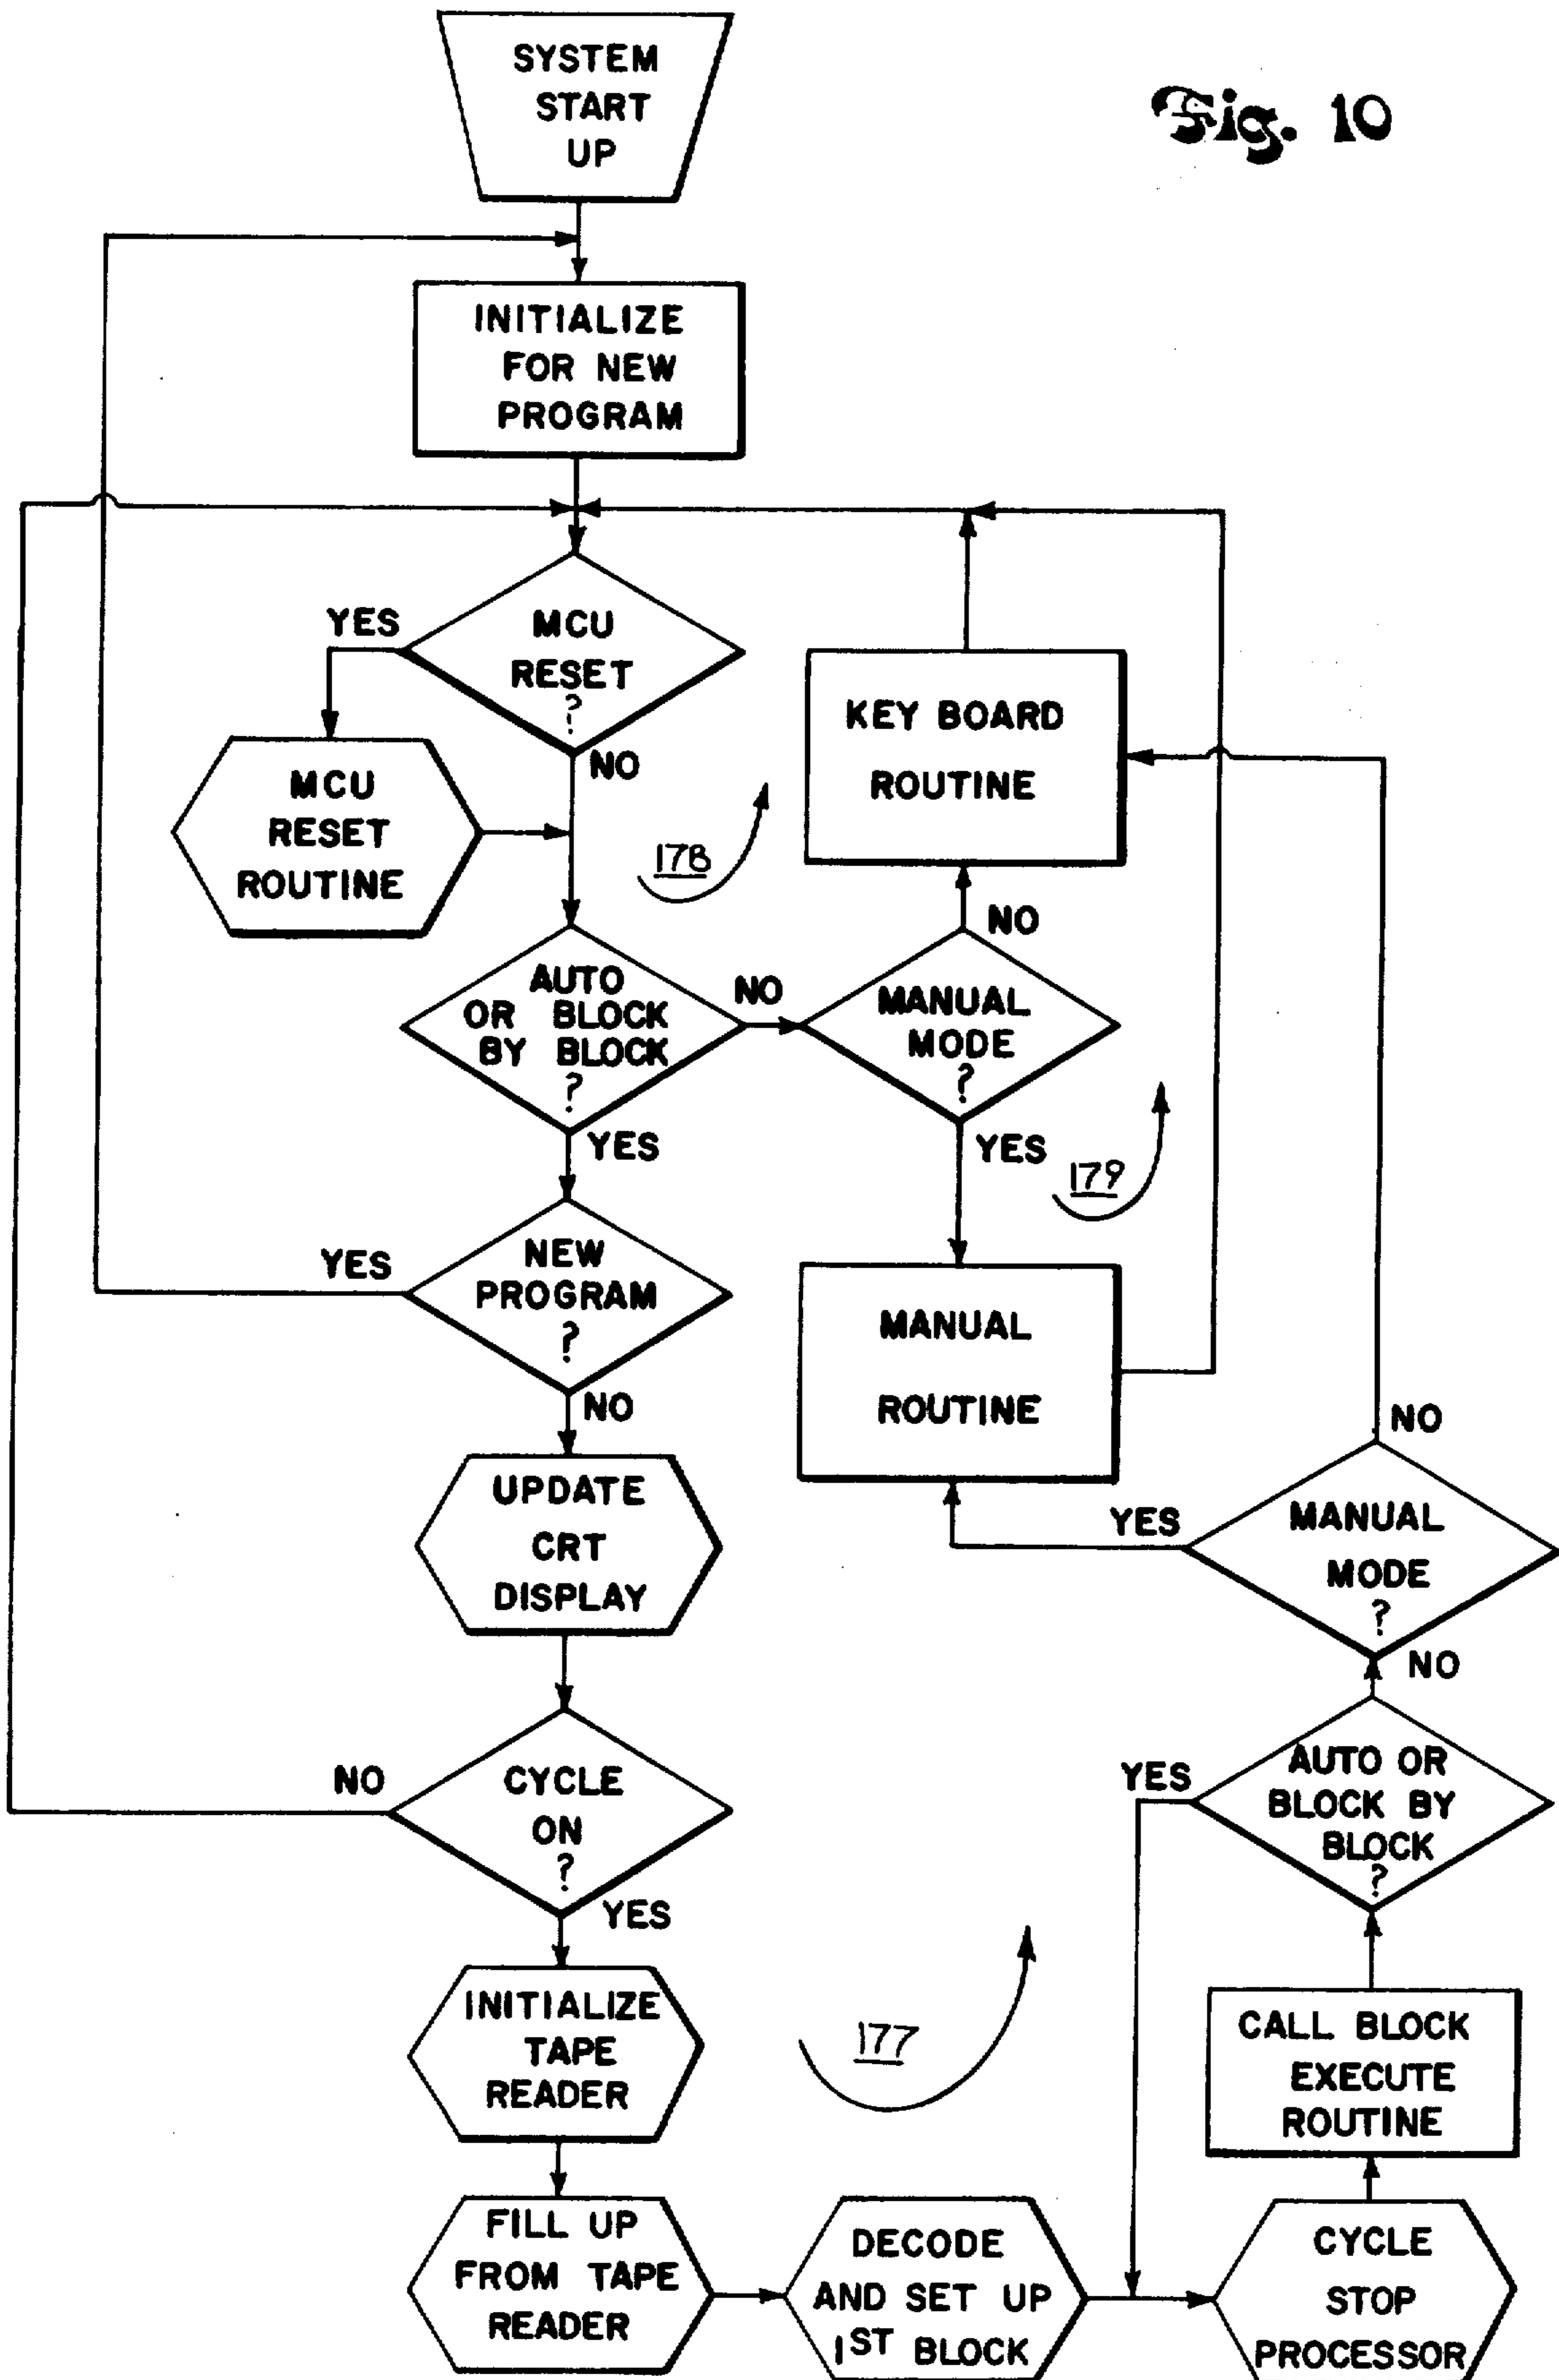 Fig. 10
SYSTEM
START
UP
INITIALIZE
FOR NEW
PROGRAM
MCU
RESET
?
YES
NO
MCU
RESET
ROUTINE
178
KEY BOARD
ROUTINE
AUTO
OR BLOCK
BY BLOCK
?
NO
YES
MANUAL
MODE
?
NO
YES
179
NEW
PROGRAM
?
YES
NO
MANUAL
ROUTINE
UPDATE
CRT
DISPLAY
MANUAL
MODE
?
YES
NO
CYCLE
ON
?
NO
YES
AUTO OR
BLOCK BY
BLOCK
?
YES
NO
INITIALIZE
TAPE
READER
177
CALL BLOCK
EXECUTE
ROUTINE
FILL UP
FROM TAPE
READER
DECODE
AND SET UP
1ST BLOCK
CYCLE
STOP
PROCESSOR